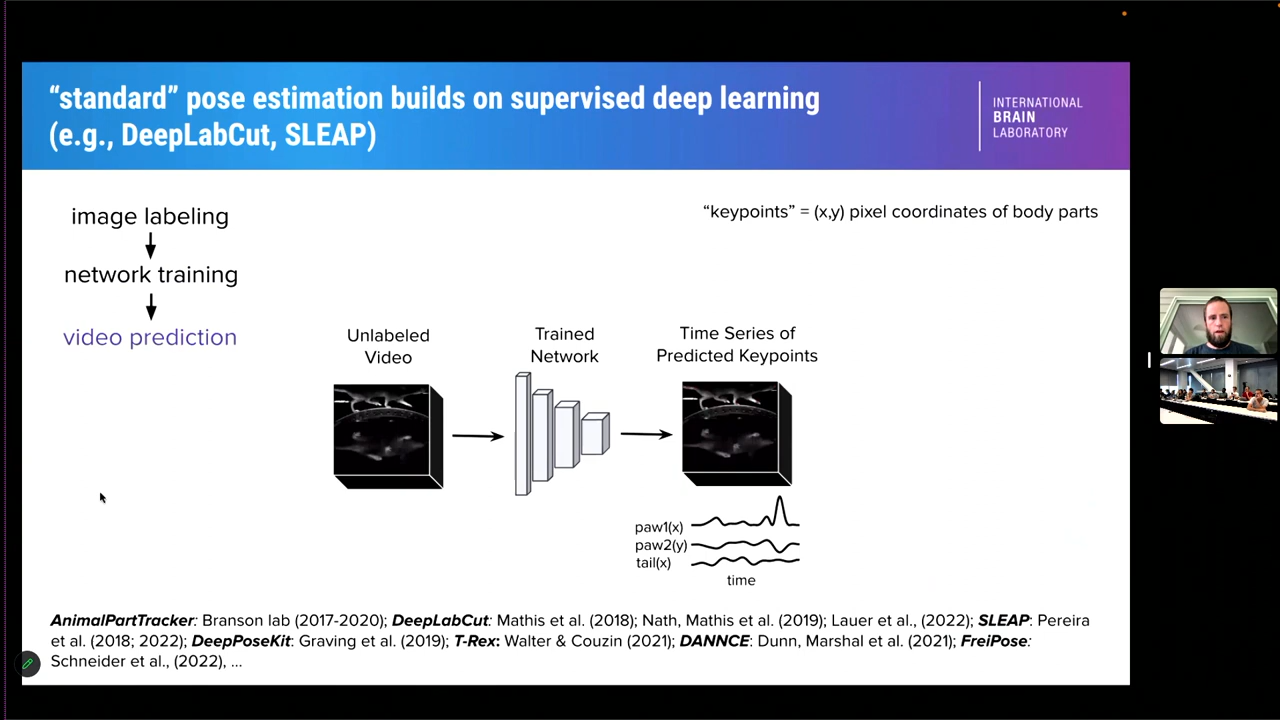 “standard” pose estimation builds on supervised deep learning
(e.g., DeepLabCut, SLEAP)
INTERNATIONAL
BRAIN
LABORATORY
image labeling
network training
video prediction
“keypoints” = (x,y) pixel coordinates of body parts
Unlabeled
Video
Trained
Network
Time Series of
Predicted Keypoints
paw1(x)
paw2(y)
tail(x)
time
AnimalPartTracker: Branson lab (2017-2020); DeepLabCut: Mathis et al. (2018); Nath, Mathis et al. (2019); Lauer et al., (2022); SLEAP: Pereira
et al. (2018; 2022); DeepPoseKit: Graving et al. (2019); T-Rex: Walter & Couzin (2021); DANNCE: Dunn, Marshal et al. (2021); FreiPose:
Schneider et al., (2022), ...